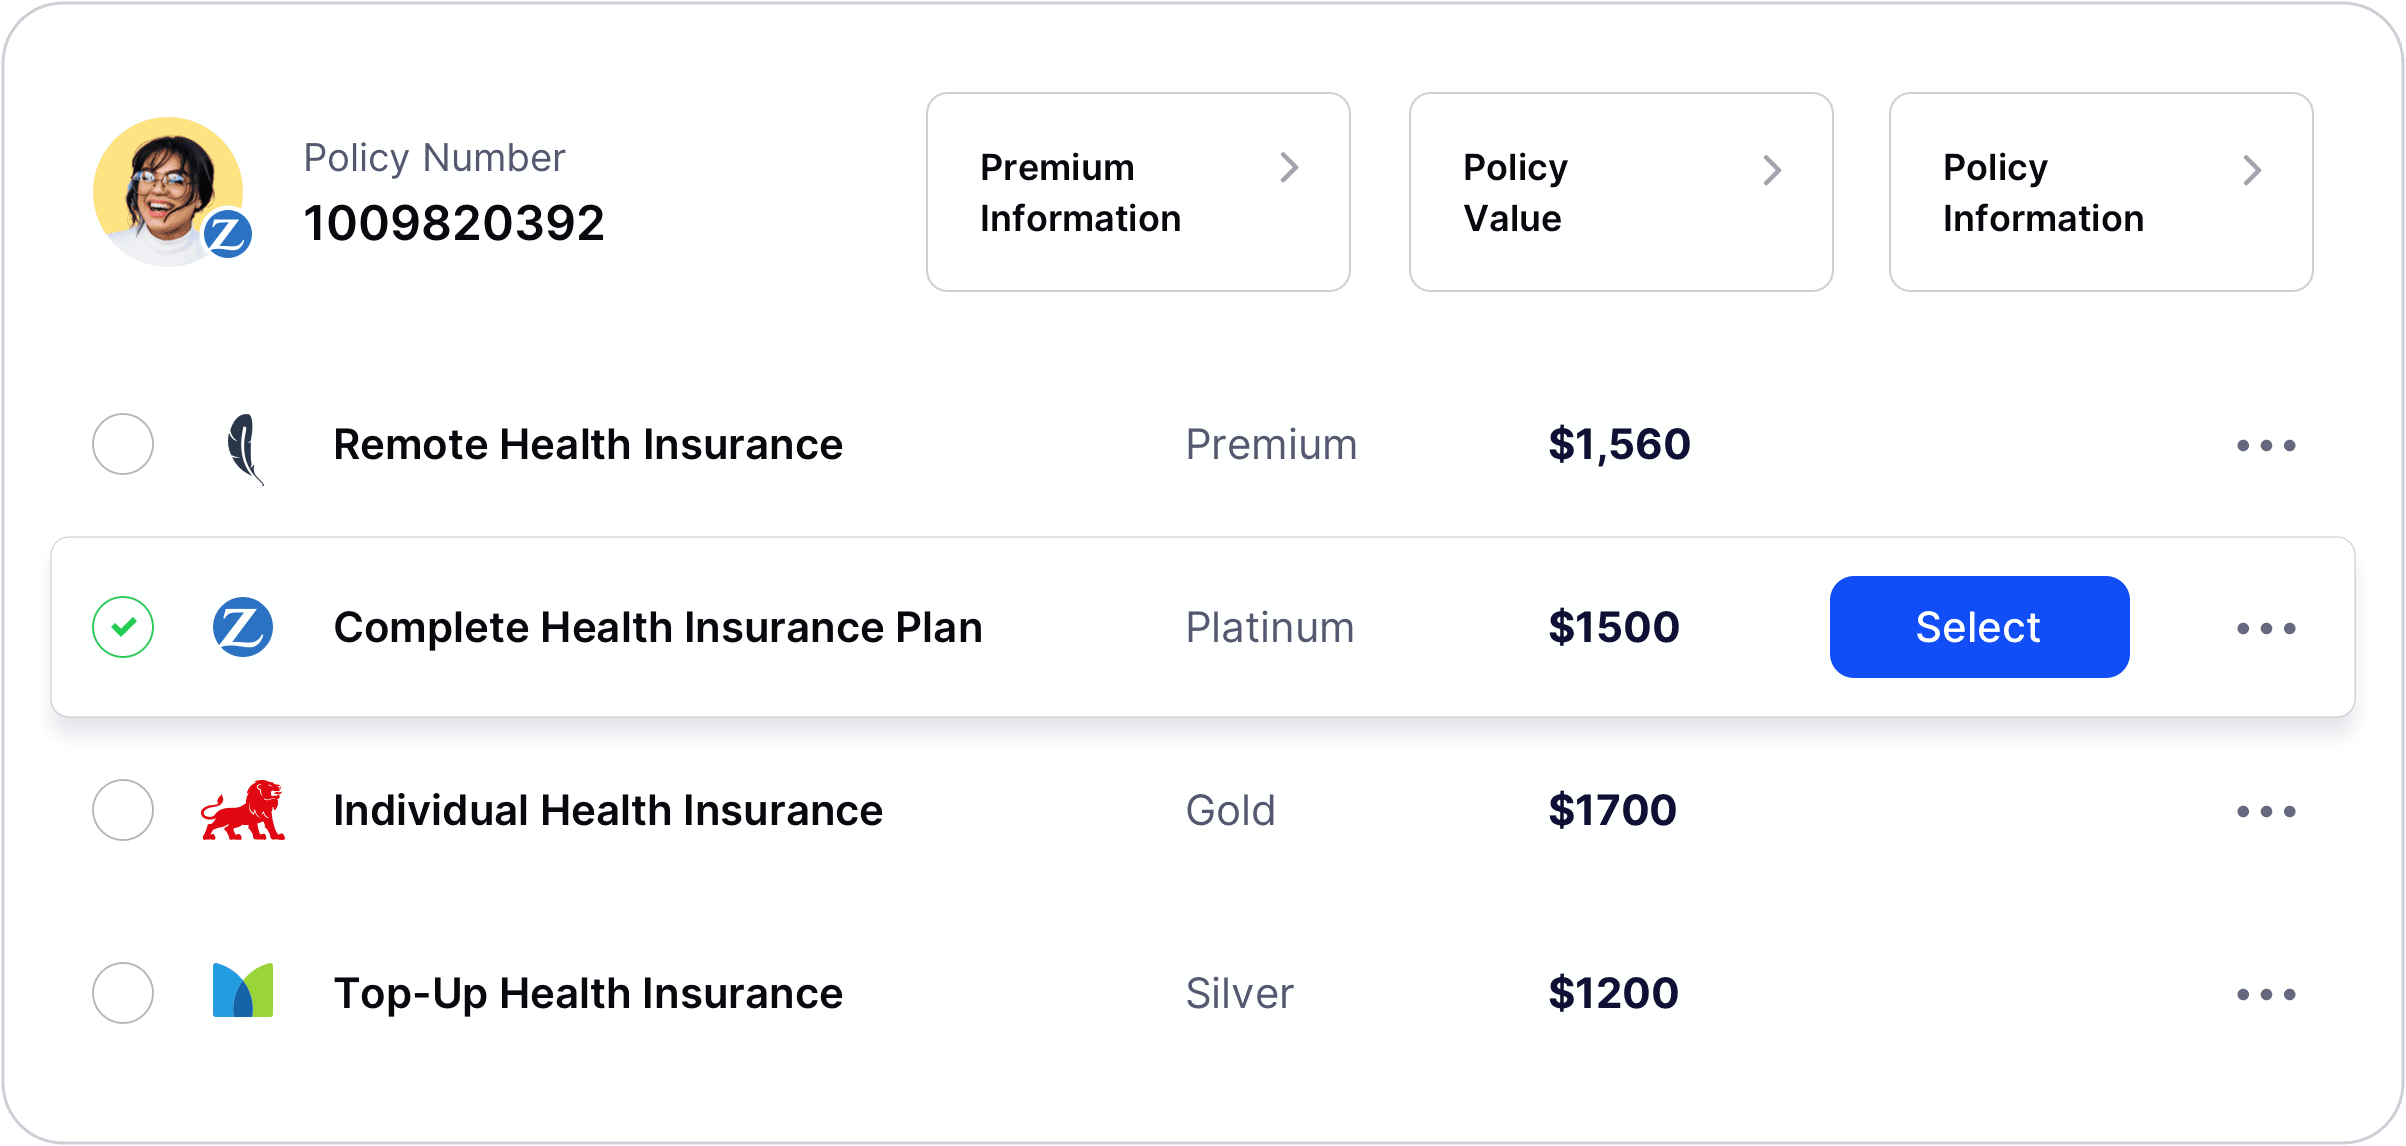 Policy Number
1009820392
Premium
Information
Policy
Value
Policy
Information
Remote Health Insurance Premium $1,560
Complete Health Insurance Plan Platinum $1500 Select
Individual Health Insurance Gold $1700
Top-Up Health Insurance Silver $1200